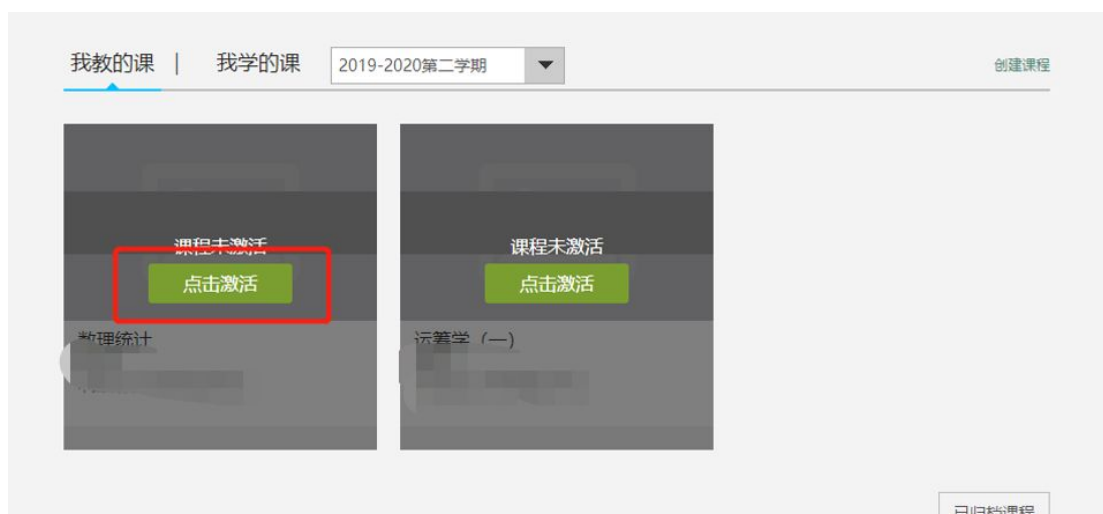 我教的课 | 我学的课 2019-2020第二学期 创建课程
课程未激活 课程未激活
点击激活 点击激活
数理统计 运筹学（一）
已归档课程